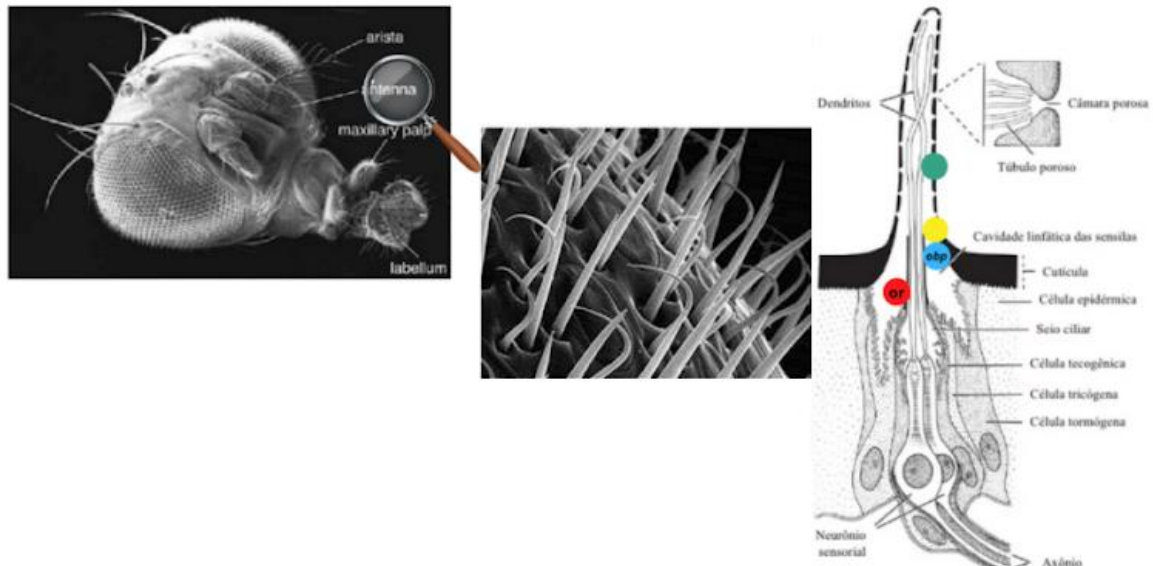 arista
antenna
maxillary palp
labellum
Dendritos
Câmara porosa
Túbulo poroso
Cavidade linfática das sensilas
obp
Cutícula
or
Célula epidérmica
Seio ciliar
Célula tecogênica
Célula tricógena
Célula tormógena
Neurônio
sensorial
Axônio